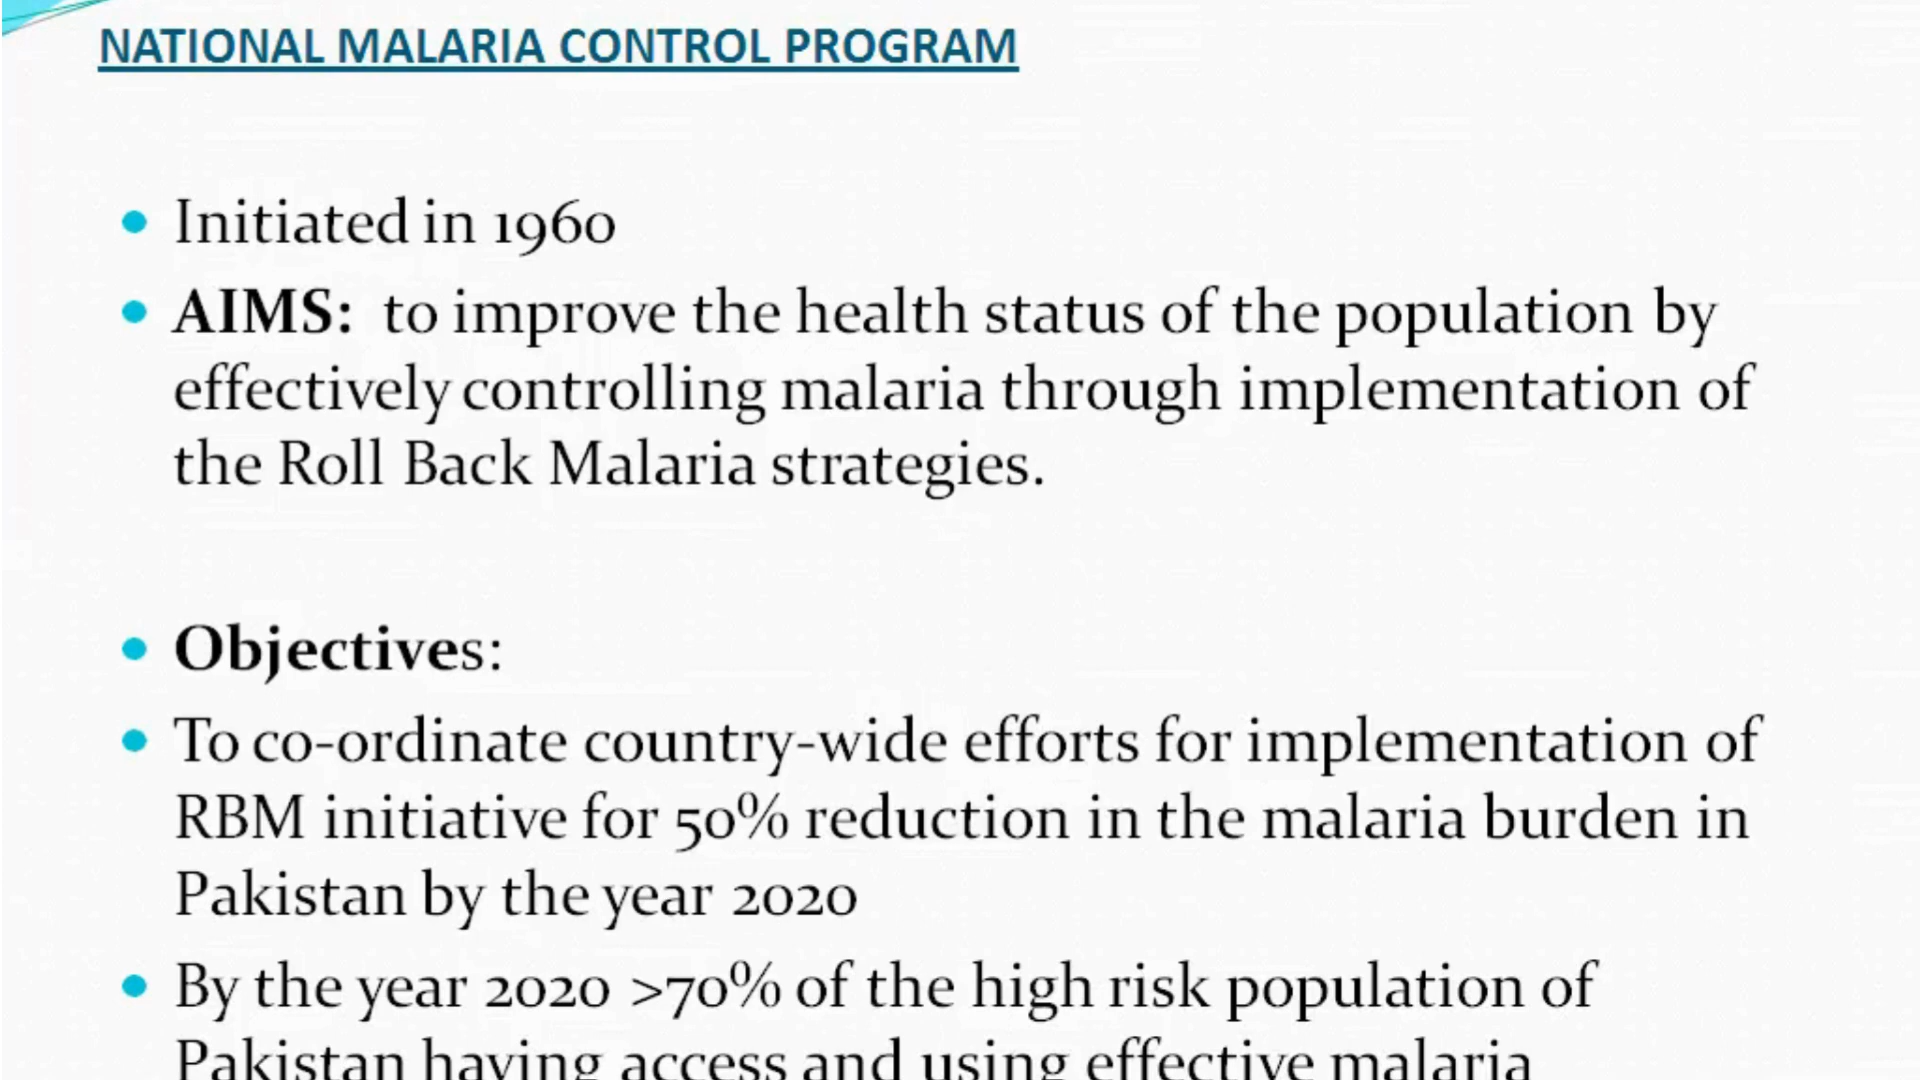 NATIONAL MALARIA CONTROL PROGRAM
Initiated in 1960
AIMS: to improve the health status of the population by
effectively controlling malaria through implementation of
the Roll Back Malaria strategies.
Objectives:
To co-ordinate country-wide efforts for implementation of
RBM initiative for 50% reduction in the malaria burden in
Pakistan by the year 2020
By the year 2020 >70% of the high risk population of
Pakistan having access and using effective malaria